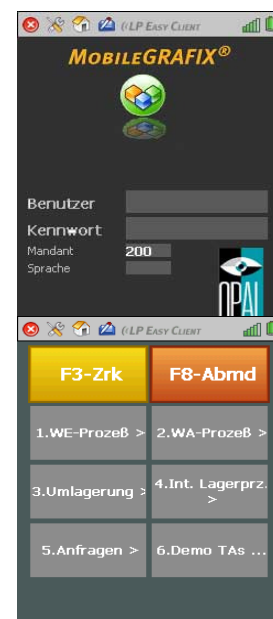 ((LP EASY CLIENT
MOBILEGRAFIX®
Benutzer
Kennwort
Mandant 200
Sprache
OPAL
((LP EASY CLIENT
F3-Zrk F8-Abmd
1.WE-Prozeß > 2.WA-Prozeß >
3.Umlagerung > 4.Int. Lagerprz.
>
5.Anfragen > 6.Demo TAs ...